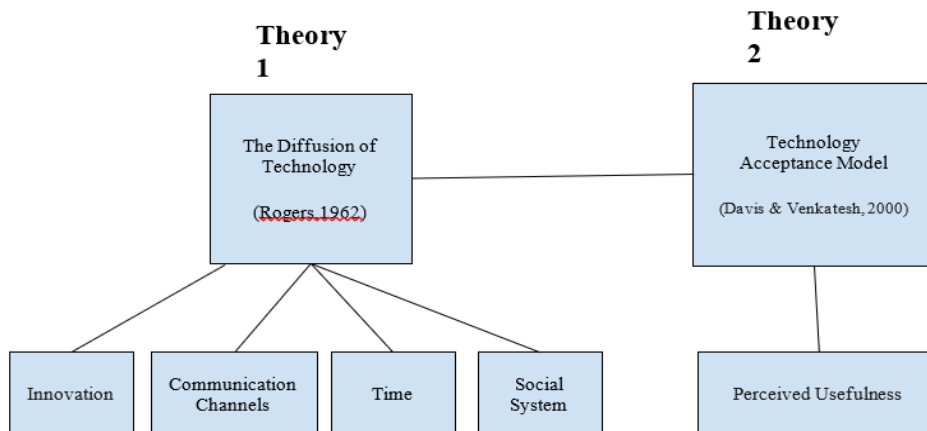 Theory
1
Theory
2
The Diffusion of
Technology
(Rogers,1962)
Technology
Acceptance Model
(Davis & Venkatesh, 2000)
Innovation
Communication
Channels
Time
Social
System
Perceived Usefulness